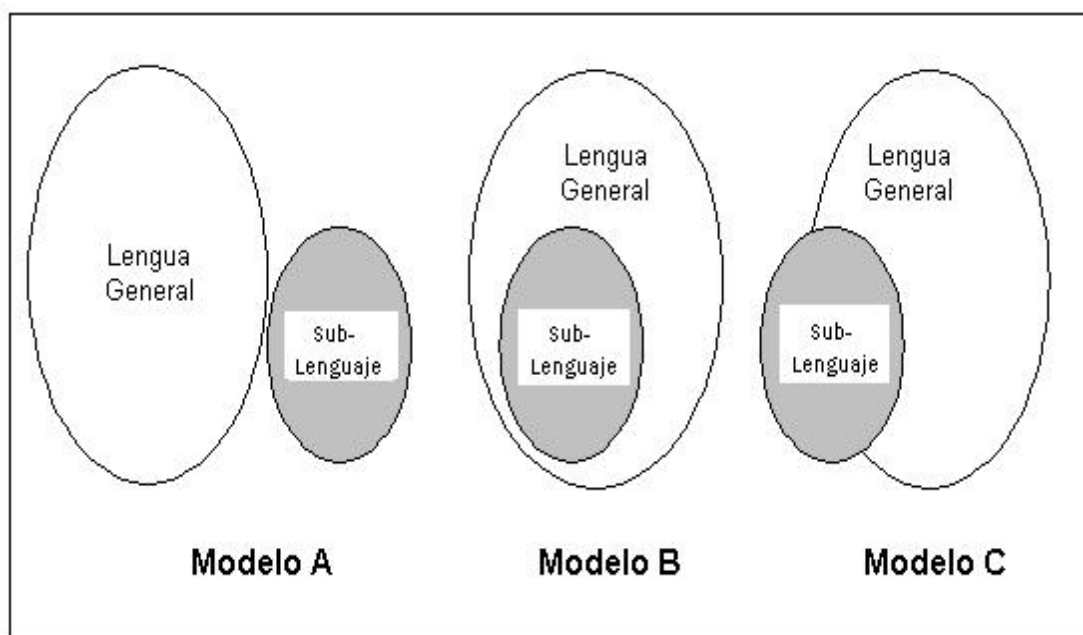 Lengua
General
Sub-
Lenguaje
Modelo A
Lengua
General
Sub-
Lenguaje
Modelo B
Lengua
General
Sub-
Lenguaje
Modelo C